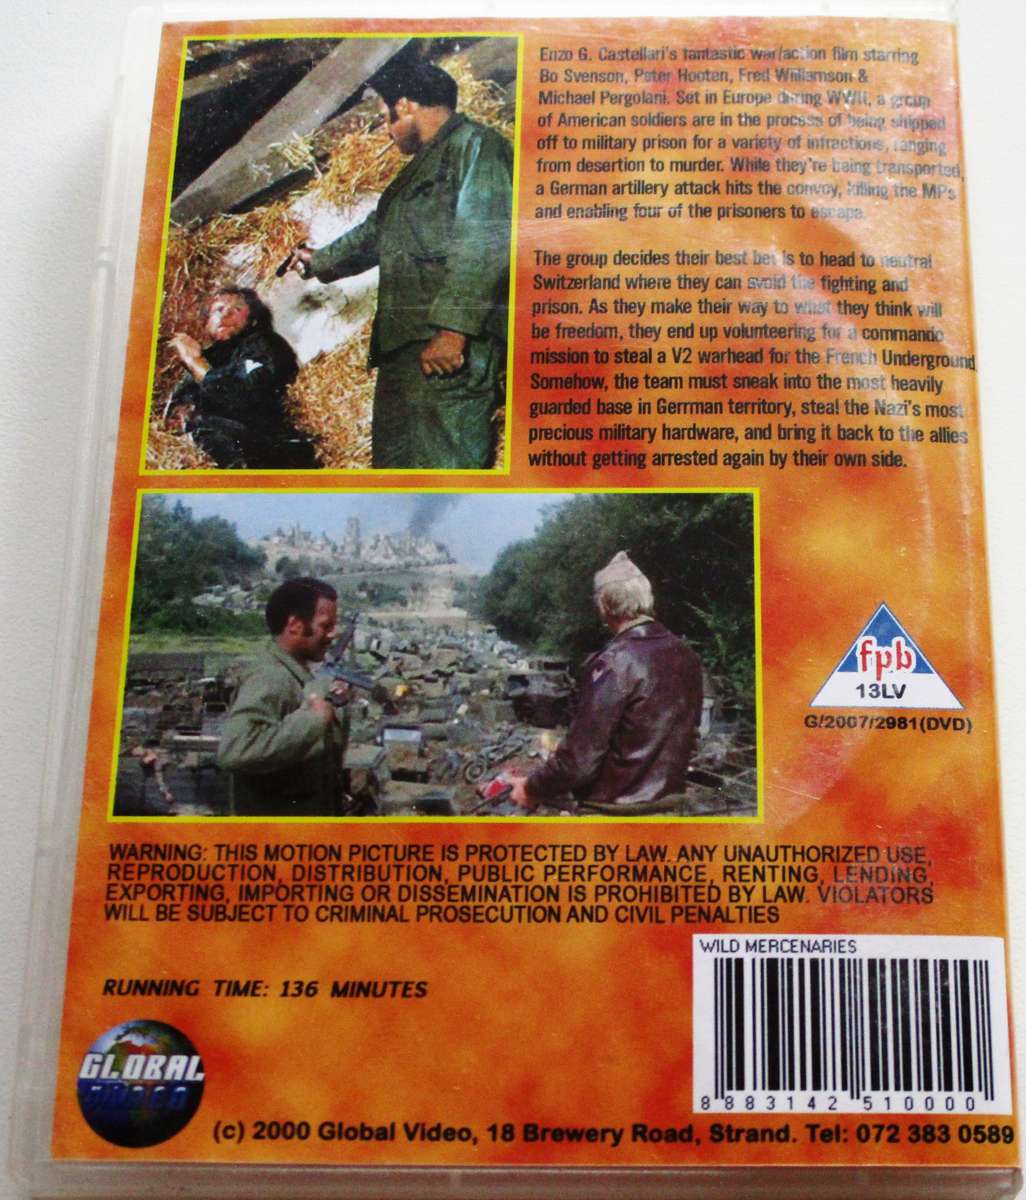 Enzo G. Castellari's fantastic war/action film starring
Bo Svenson, Peter Hooten, Fred Williamson &
Michael Pergolani. Set in Europe during WWII, a group
of American soldiers are in the process of being shipped
off to military prison for a variety of infractions, ranging
from desertion to murder. While they're being transported,
a German artillery attack hits the convoy, killing the MPs
and enabling four of the prisoners to escape.
The group decides their best bet is to head to neutral
Switzerland where they can avoid the fighting and
prison. As they make their way to what they think will
be freedom, they end up volunteering for a commando
mission to steal a V2 warhead for the French Underground
Somehow, the team must sneak into the most heavily
guarded base in Gerrman territory, steal the Nazi's most
precious military hardware, and bring it back to the allies
without getting arrested again by their own side.
fpb
13LV
G/2007/2981(DVD)
WARNING: THIS MOTION PICTURE IS PROTECTED BY LAW. ANY UNAUTHORIZED USE,
REPRODUCTION, DISTRIBUTION, PUBLIC PERFORMANCE, RENTING, LENDING,
EXPORTING, IMPORTING OR DISSEMINATION IS PROHIBITED BY LAW. VIOLATORS
WILL BE SUBJECT TO CRIMINAL PROSECUTION AND CIVIL PENALTIES
WILD MERCENARIES
RUNNING TIME: 136 MINUTES
GLOBAL
VIDEO
8883142510000
(c) 2000 Global Video, 18 Brewery Road, Strand. Tel: 072 383 0589